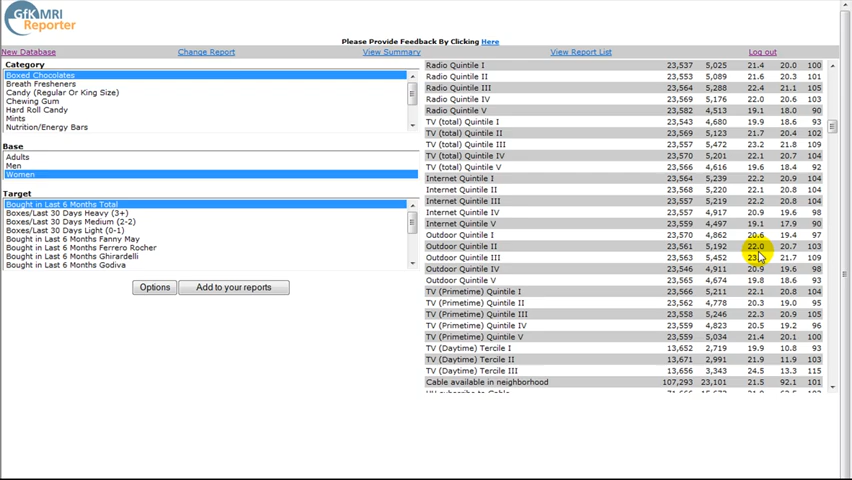 GfK MRI
Reporter
Please Provide Feedback By Clicking Here
New Database Change Report View Summary View Report List Log out
Category
Boxed Chocolates
Breath Fresheners
Candy (Regular Or King Size)
Chewing Gum
Hard Roll Candy
Mints
Nutrition/Energy Bars
Base
Adults
Men
Women
Target
Bought in Last 6 Months Total
Boxes/Last 30 Days Heavy (3+)
Boxes/Last 30 Days Medium (2-2)
Boxes/Last 30 Days Light (0-1)
Bought in Last 6 Months Fanny May
Bought in Last 6 Months Ferrero Rocher
Bought in Last 6 Months Ghirardelli
Bought in Last 6 Months Godiva
Options Add to your reports
Radio Quintile I 23,537 5,025 21.4 20.0 100
Radio Quintile II 23,553 5,089 21.6 20.3 101
Radio Quintile III 23,564 5,288 22.4 21.1 105
Radio Quintile IV 23,569 5,176 22.0 20.6 103
Radio Quintile V 23,582 4,513 19.1 18.0 90
TV (total) Quintile I 23,543 4,680 19.9 18.6 93
TV (total) Quintile II 23,569 5,123 21.7 20.4 102
TV (total) Quintile III 23,557 5,472 23.2 21.8 109
TV (total) Quintile IV 23,570 5,201 22.1 20.7 104
TV (total) Quintile V 23,566 4,616 19.6 18.4 92
Internet Quintile I 23,564 5,239 22.2 20.9 104
Internet Quintile II 23,568 5,220 22.1 20.8 104
Internet Quintile III 23,557 5,219 22.2 20.8 104
Internet Quintile IV 23,557 4,917 20.9 19.6 98
Internet Quintile V 23,559 4,497 19.1 17.9 90
Outdoor Quintile I 23,570 4,862 20.6 19.4 97
Outdoor Quintile II 23,561 5,192 22.0 20.7 103
Outdoor Quintile III 23,563 5,452 21.7 109
Outdoor Quintile IV 23,546 4,911 20.9 19.6 98
Outdoor Quintile V 23,565 4,674 19.8 18.6 93
TV (Primetime) Quintile I 23,566 5,211 22.1 20.8 104
TV (Primetime) Quintile II 23,562 4,778 20.3 19.0 95
TV (Primetime) Quintile III 23,558 5,246 22.3 20.9 105
TV (Primetime) Quintile IV 23,559 4,823 20.5 19.2 96
TV (Primetime) Quintile V 23,559 5,034 21.4 20.1 100
TV (Daytime) Tercile I 13,652 2,719 19.9 10.8 93
TV (Daytime) Tercile II 13,671 2,991 21.9 11.9 103
TV (Daytime) Tercile III 13,656 3,343 24.5 13.3 115
Cable available in neighborhood 107,293 23,101 21.5 92.1 101